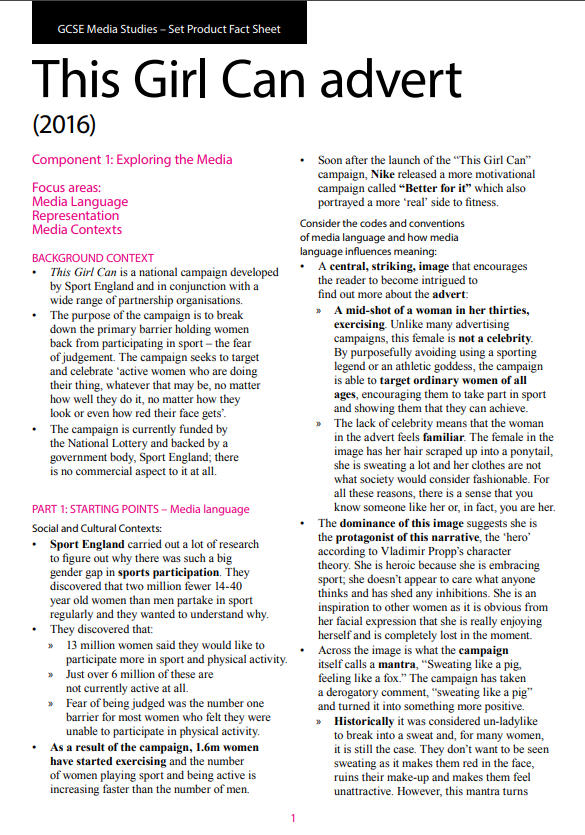 GCSE Media Studies – Set Product Fact Sheet
This Girl Can advert
(2016)
Component 1: Exploring the Media
Focus areas:
Media Language
Representation
Media Contexts
BACKGROUND CONTEXT
• This Girl Can is a national campaign developed
by Sport England and in conjunction with a
wide range of partnership organisations.
• The purpose of the campaign is to break
down the primary barrier holding women
back from participating in sport – the fear
of judgement. The campaign seeks to target
and celebrate ‘active women who are doing
their thing, whatever that may be, no matter
how well they do it, no matter how they
look or even how red their face gets’.
• The campaign is currently funded by
the National Lottery and backed by a
government body, Sport England; there
is no commercial aspect to it at all.
PART 1: STARTING POINTS – Media language
Social and Cultural Contexts:
• Sport England carried out a lot of research
to figure out why there was such a big
gender gap in sports participation. They
discovered that two million fewer 14-40
year old women than men partake in sport
regularly and they wanted to understand why.
• They discovered that:
» 13 million women said they would like to
participate more in sport and physical activity.
» Just over 6 million of these are
not currently active at all.
» Fear of being judged was the number one
barrier for most women who felt they were
unable to participate in physical activity.
• As a result of the campaign, 1.6m women
have started exercising and the number
of women playing sport and being active is
increasing faster than the number of men.
• Soon after the launch of the “This Girl Can”
campaign, Nike released a more motivational
campaign called “Better for it” which also
portrayed a more ‘real’ side to fitness.
Consider the codes and conventions
of media language and how media
language influences meaning:
• A central, striking, image that encourages
the reader to become intrigued to
find out more about the advert:
» A mid-shot of a woman in her thirties,
exercising. Unlike many advertising
campaigns, this female is not a celebrity.
By purposefully avoiding using a sporting
legend or an athletic goddess, the campaign
is able to target ordinary women of all
ages, encouraging them to take part in sport
and showing them that they can achieve.
» The lack of celebrity means that the woman
in the advert feels familiar. The female in the
image has her hair scraped up into a ponytail,
she is sweating a lot and her clothes are not
what society would consider fashionable. For
all these reasons, there is a sense that you
know someone like her or, in fact, you are her.
• The dominance of this image suggests she is
the protagonist of this narrative, the ‘hero’
according to Vladimir Propp’s character
theory. She is heroic because she is embracing
sport; she doesn’t appear to care what anyone
thinks and has shed any inhibitions. She is an
inspiration to other women as it is obvious from
her facial expression that she is really enjoying
herself and is completely lost in the moment.
• Across the image is what the campaign
itself calls a mantra, “Sweating like a pig,
feeling like a fox.” The campaign has taken
a derogatory comment, “sweating like a pig”
and turned it into something more positive.
» Historically it was considered un-ladylike
to break into a sweat and, for many women,
it is still the case. They don’t want to be seen
sweating as it makes them red in the face,
ruins their make-up and makes them feel
unattractive. However, this mantra turns
1